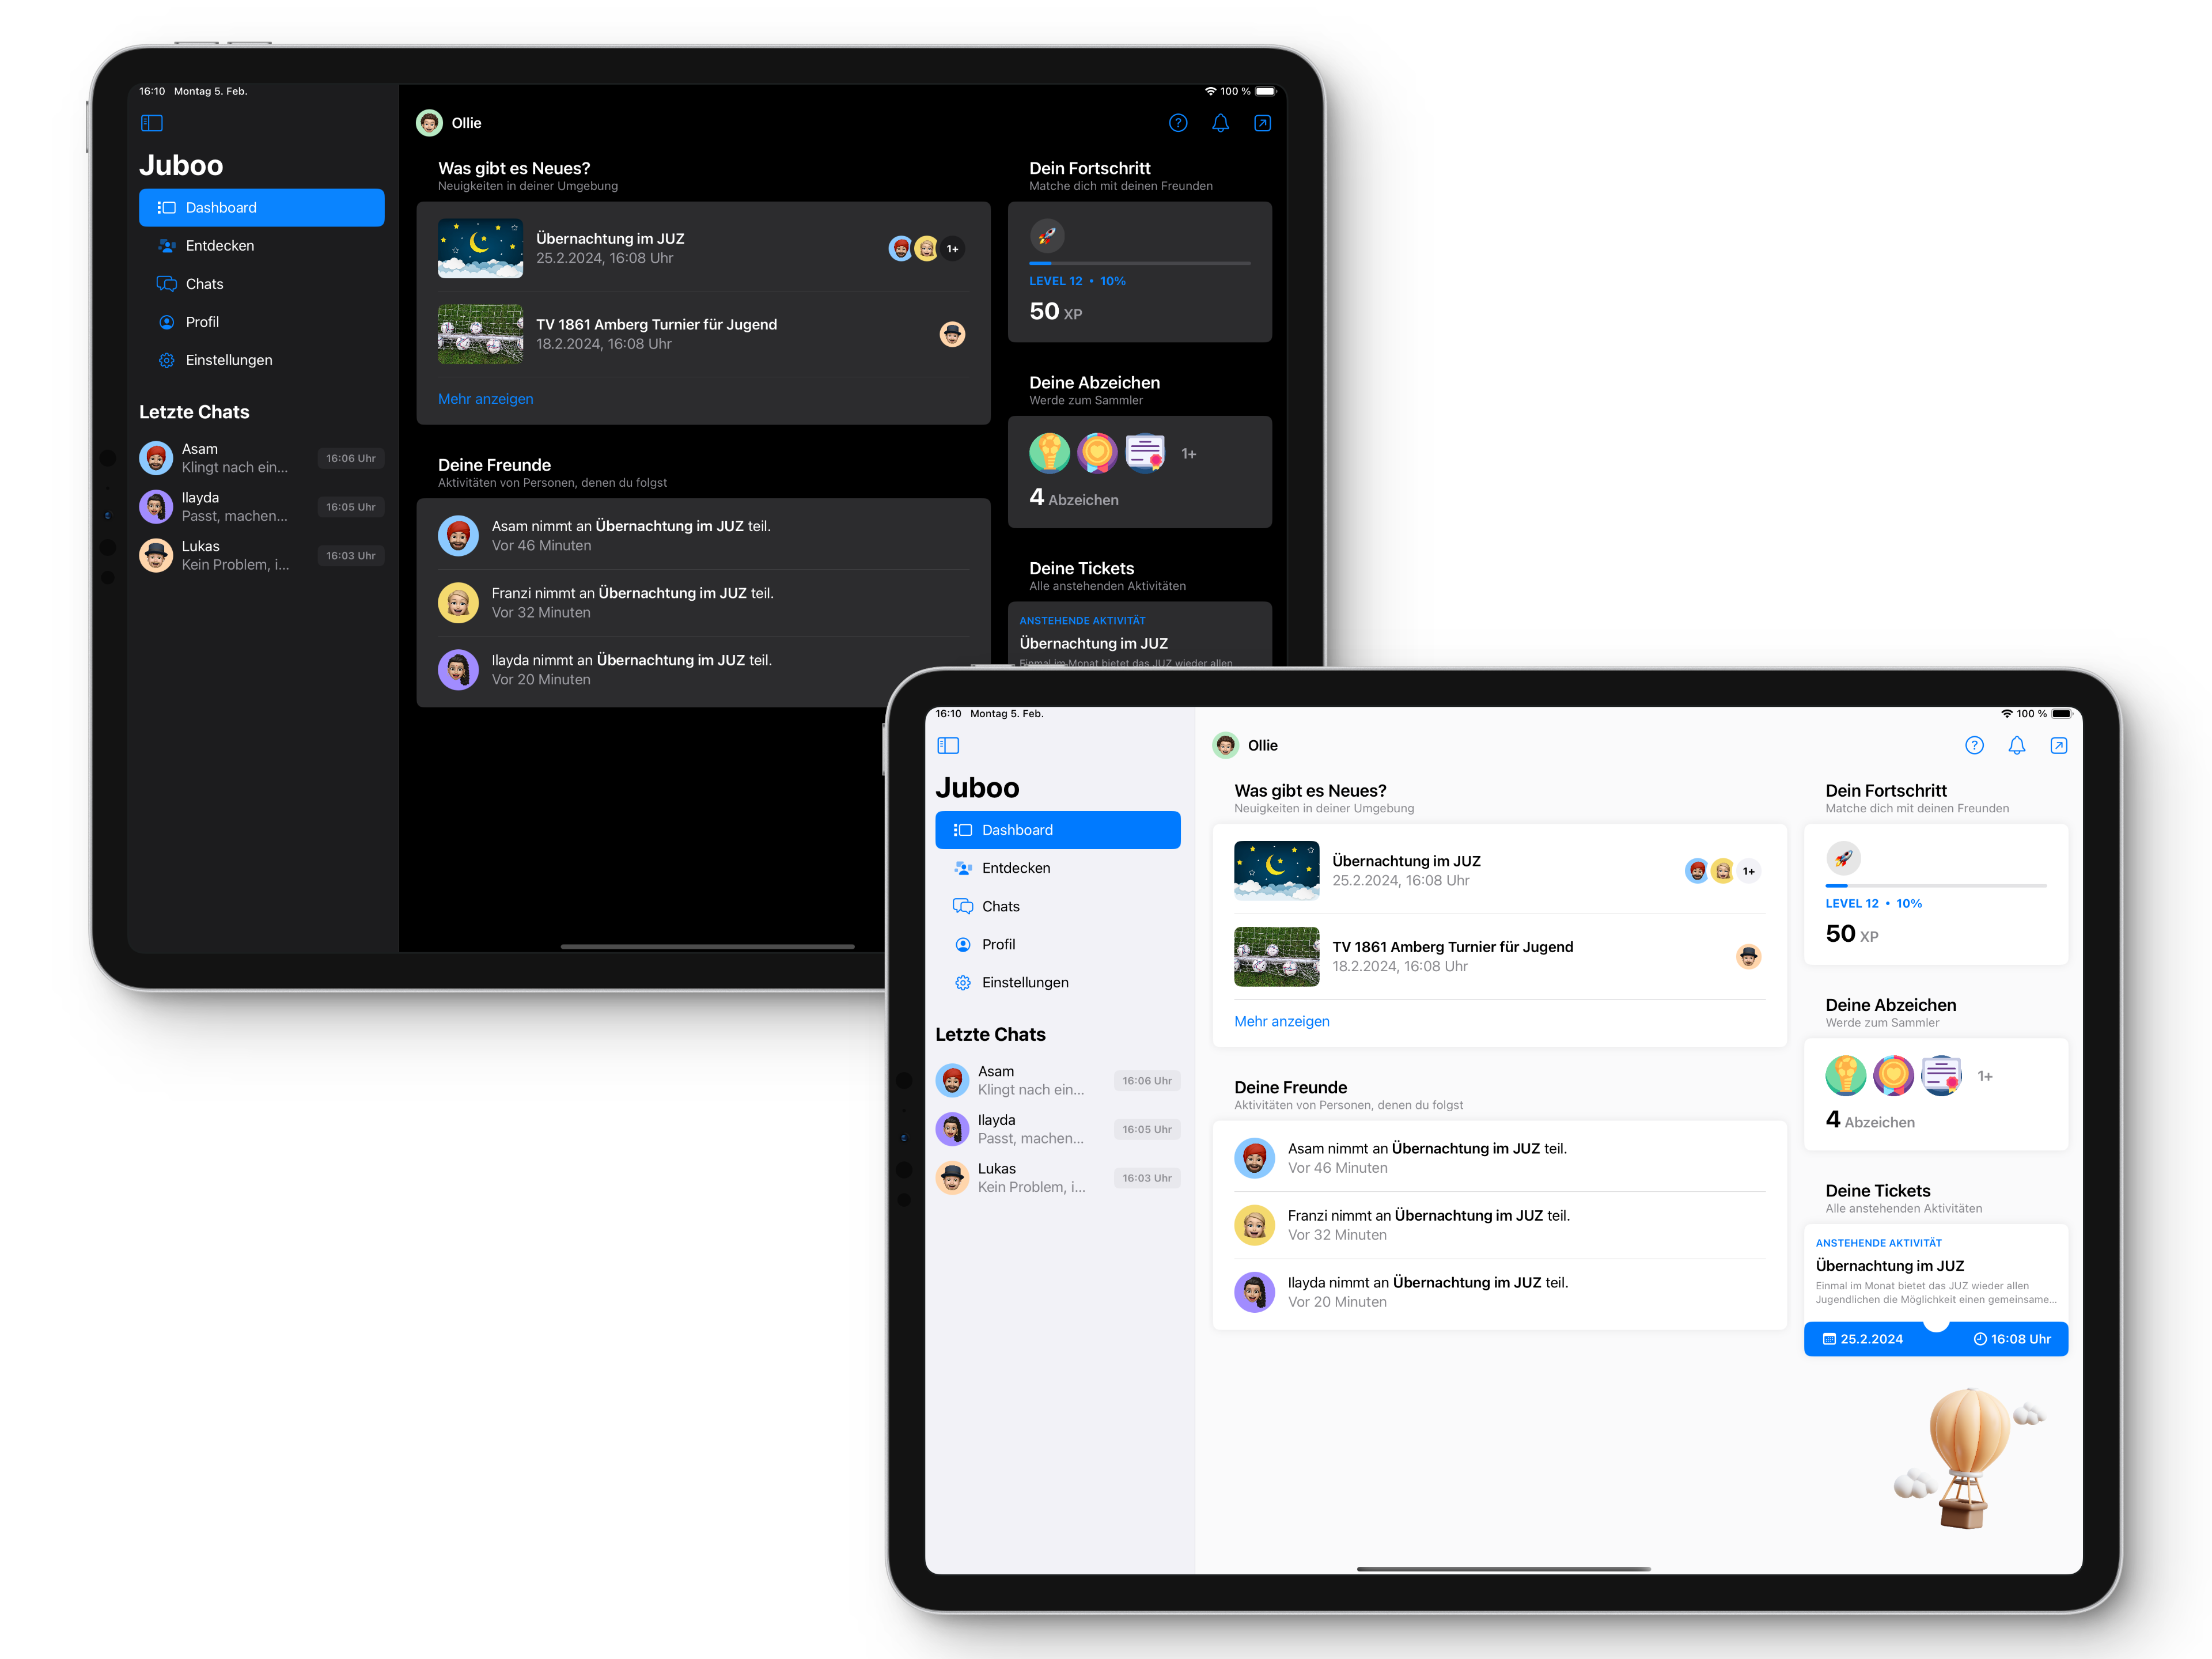 16:10 Montag 5. Feb.
100 %
Juboo
Dashboard
Entdecken
Chats
Profil
Einstellungen
Letzte Chats
Asam
Klingt nach ein...
16:06 Uhr
Ilayda
Passt, machen...
16:05 Uhr
Lukas
Kein Problem, i...
16:03 Uhr
Ollie
Was gibt es Neues?
Neuigkeiten in deiner Umgebung
Übernachtung im JUZ
25.2.2024, 16:08 Uhr
1+
TV 1861 Amberg Turnier für Jugend
18.2.2024, 16:08 Uhr
Mehr anzeigen
Deine Freunde
Aktivitäten von Personen, denen du folgst
Asam nimmt an Übernachtung im JUZ teil.
Vor 46 Minuten
Franzi nimmt an Übernachtung im JUZ teil.
Vor 32 Minuten
Ilayda nimmt an Übernachtung im JUZ teil.
Vor 20 Minuten
Dein Fortschritt
Matche dich mit deinen Freunden
LEVEL 12 • 10%
50 XP
Deine Abzeichen
Werde zum Sammler
1+
4 Abzeichen
Deine Tickets
Alle anstehenden Aktivitäten
ANSTEHENDE AKTIVITÄT
Übernachtung im JUZ
Einmal im Monat bietet das JUZ wieder allen
16:10 Montag 5. Feb.
100 %
Juboo
Dashboard
Entdecken
Chats
Profil
Einstellungen
Letzte Chats
Asam
Klingt nach ein...
16:06 Uhr
Ilayda
Passt, machen...
16:05 Uhr
Lukas
Kein Problem, i...
16:03 Uhr
Ollie
Was gibt es Neues?
Neuigkeiten in deiner Umgebung
Übernachtung im JUZ
25.2.2024, 16:08 Uhr
1+
TV 1861 Amberg Turnier für Jugend
18.2.2024, 16:08 Uhr
Mehr anzeigen
Deine Freunde
Aktivitäten von Personen, denen du folgst
Asam nimmt an Übernachtung im JUZ teil.
Vor 46 Minuten
Franzi nimmt an Übernachtung im JUZ teil.
Vor 32 Minuten
Ilayda nimmt an Übernachtung im JUZ teil.
Vor 20 Minuten
Dein Fortschritt
Matche dich mit deinen Freunden
LEVEL 12 • 10%
50 XP
Deine Abzeichen
Werde zum Sammler
1+
4 Abzeichen
Deine Tickets
Alle anstehenden Aktivitäten
ANSTEHENDE AKTIVITÄT
Übernachtung im JUZ
Einmal im Monat bietet das JUZ wieder allen
Jugendlichen die Möglichkeit einen gemeinsame...
25.2.2024
16:08 Uhr